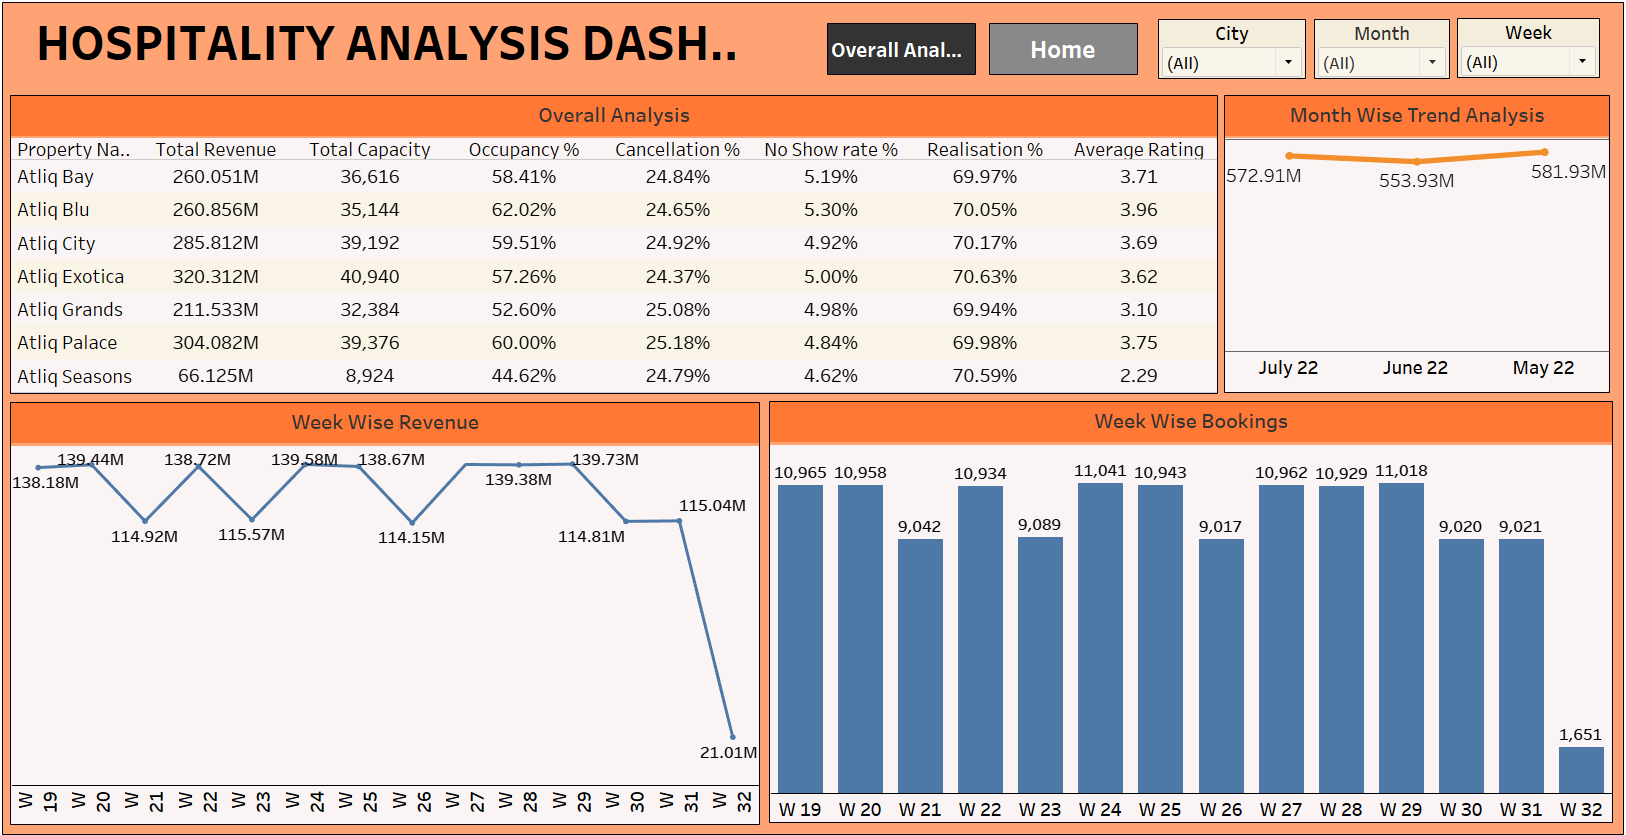 HOSPITALITY ANALYSIS DASH..
Overall Anal...
Home
City
(All)
Month
(All)
Week
(All)
Overall Analysis
Property Na.. Total Revenue Total Capacity Occupancy % Cancellation % No Show rate % Realisation % Average Rating
Atliq Bay 260.051M 36,616 58.41% 24.84% 5.19% 69.97% 3.71
Atliq Blu 260.856M 35,144 62.02% 24.65% 5.30% 70.05% 3.96
Atliq City 285.812M 39,192 59.51% 24.92% 4.92% 70.17% 3.69
Atliq Exotica 320.312M 40,940 57.26% 24.37% 5.00% 70.63% 3.62
Atliq Grands 211.533M 32,384 52.60% 25.08% 4.98% 69.94% 3.10
Atliq Palace 304.082M 39,376 60.00% 25.18% 4.84% 69.98% 3.75
Atliq Seasons 66.125M 8,924 44.62% 24.79% 4.62% 70.59% 2.29
Month Wise Trend Analysis
572.91M 553.93M 581.93M
July 22 June 22 May 22
Week Wise Revenue
139.44M 138.72M 139.58M 138.67M 139.73M
138.18M 139.38M
115.04M
114.92M 115.57M 114.15M 114.81M
21.01M
W 19 W 20 W 21 W 22 W 23 W 24 W 25 W 26 W 27 W 28 W 29 W 30 W 31 W 32
Week Wise Bookings
10,965 10,958 9,042 10,934 9,089 11,041 10,943 9,017 10,962 10,929 11,018 9,020 9,021 1,651
W 19 W 20 W 21 W 22 W 23 W 24 W 25 W 26 W 27 W 28 W 29 W 30 W 31 W 32